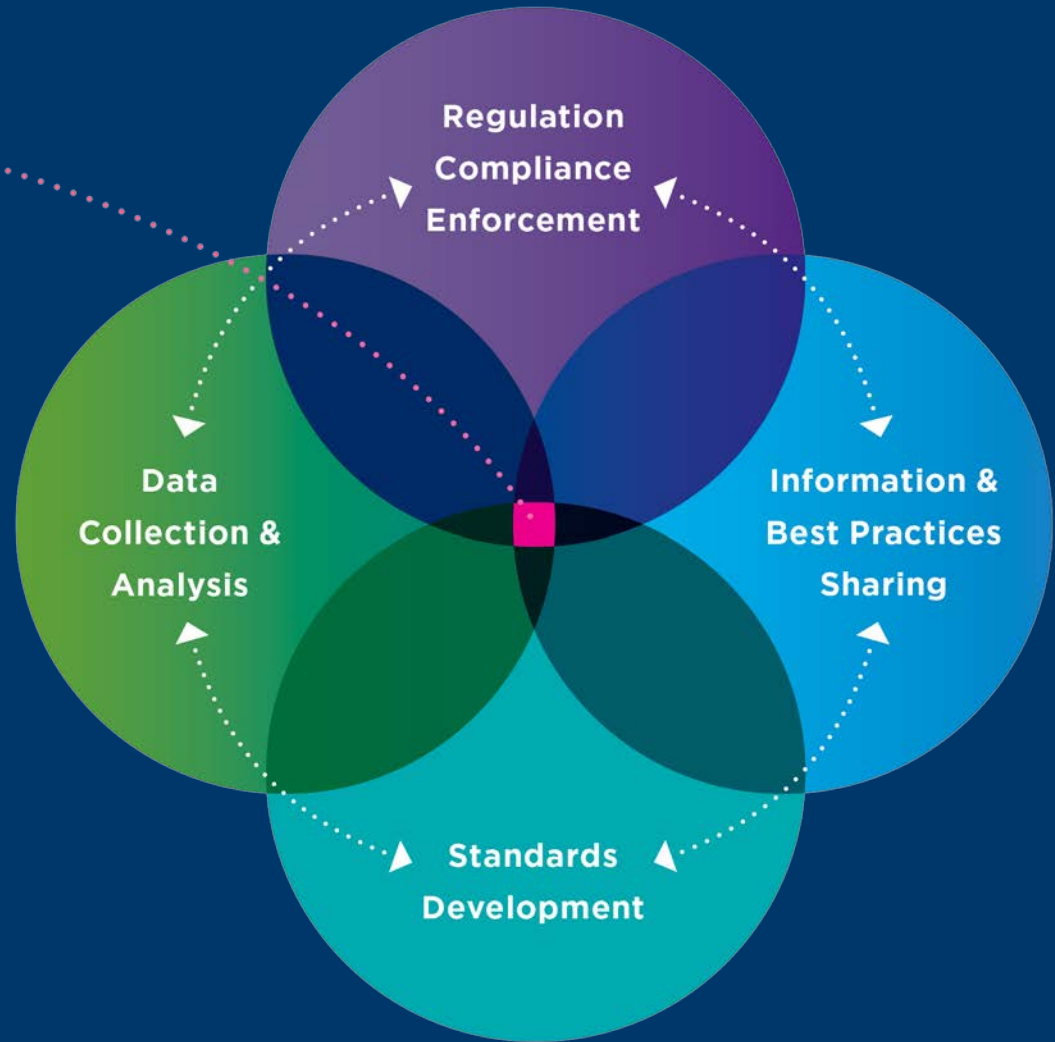 Regulation
Compliance
Enforcement
Data
Collection &
Analysis
Information &
Best Practices
Sharing
Standards
Development